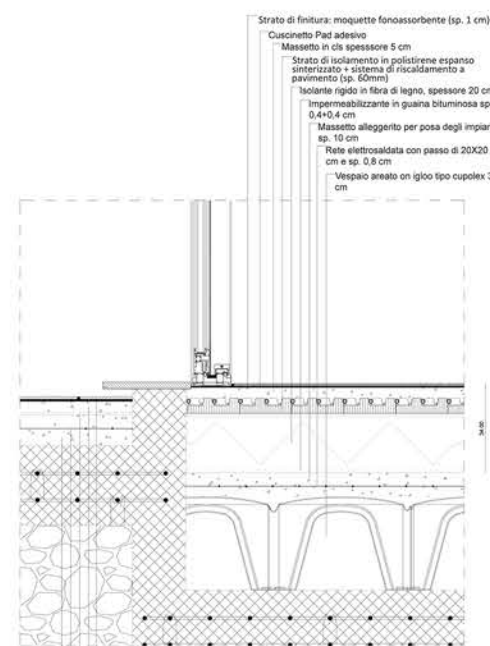 Strato di finitura: moquette fonoassorbente (sp. 1 cm)
Cuscinetto Pad adesivo
Massetto in cls spesssore 5 cm
Strato di isolamento in polistirene espanso
sinterizzato + sistema di riscaldamento a
pavimento (sp. 60mm)
Isolante rigido in fibra di legno, spessore 20 cm
Impermeabilizzante in guaina bituminosa sp
0,4+0,4 cm
Massetto alleggerito per posa degli impian
sp. 10 cm
Rete elettrosaldata con passo di 20X20
cm e sp. 0,8 cm
Vespaio areato on igloo tipo cupolex 3
cm